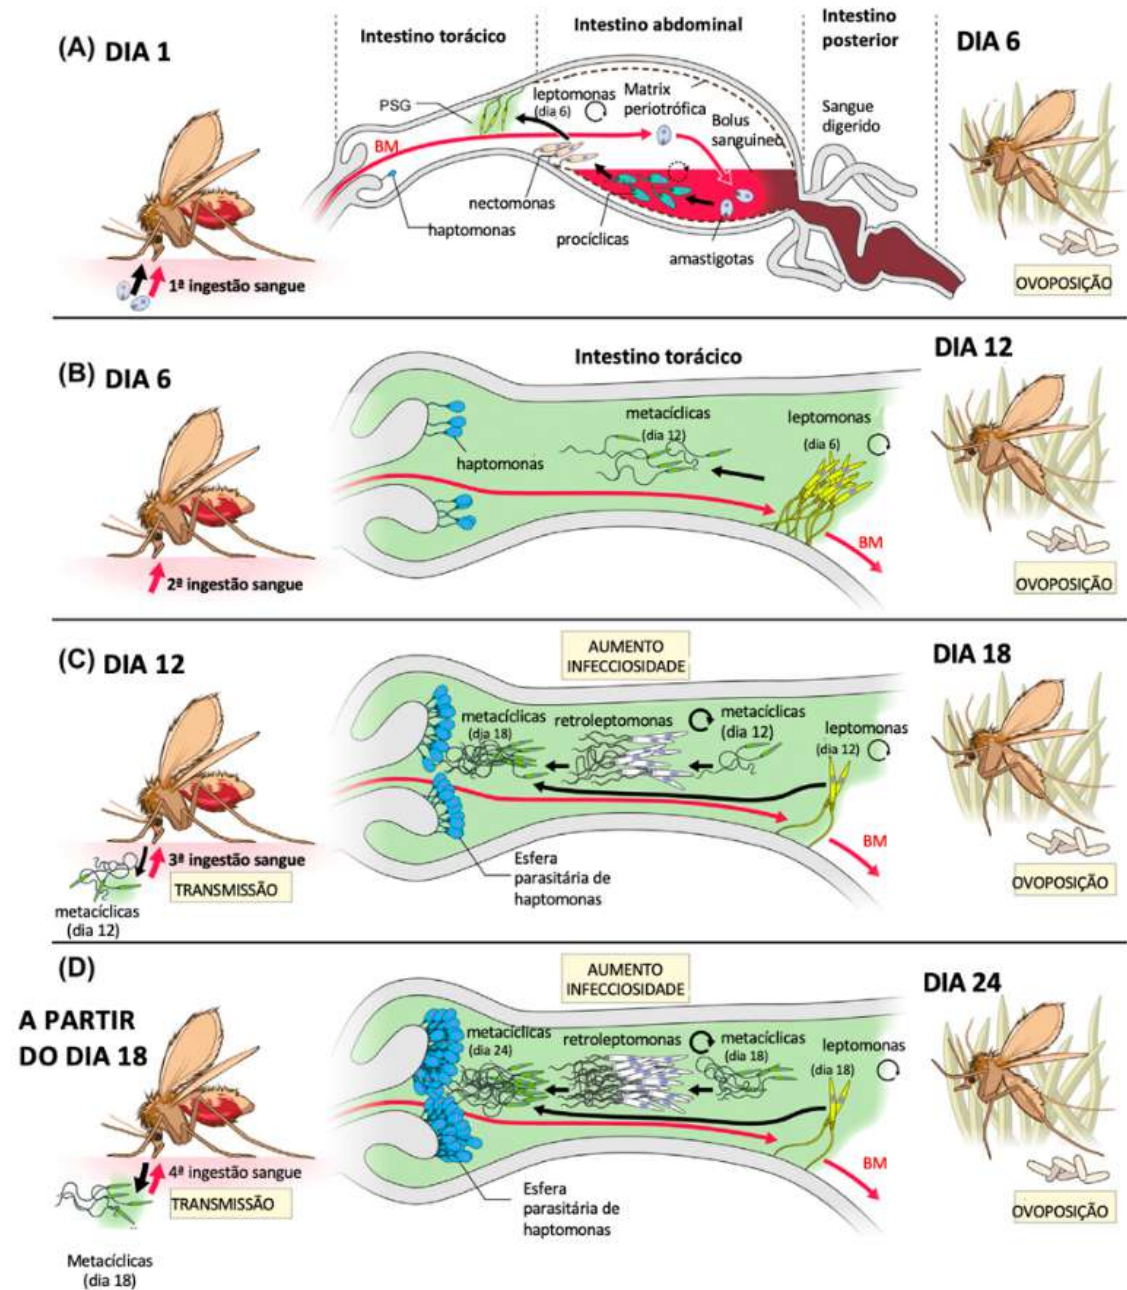 (A) DIA 1
Intestino torácico
Intestino abdominal
Intestino
posterior
DIA 6
PSG
leptomonas
(dia 6)
Matrix
periotrófica
Bolus
sanguineo
Sangue
digerido
BM
nectomonas
haptomonas
procíclicas
amastigotas
1ª ingestão sangue
OVOPOSIÇÃO
(B) DIA 6
Intestino torácico
DIA 12
metacíclicas
(dia 12)
leptomonas
(dia 6)
haptomonas
BM
2ª ingestão sangue
OVOPOSIÇÃO
(C) DIA 12
AUMENTO
INFECCIOSIDADE
DIA 18
metacíclicas
(dia 18)
retroleptomonas
metacíclicas
(dia 12)
leptomonas
(dia 12)
BM
3ª ingestão sangue
TRANSMISSÃO
metacíclicas
(dia 12)
Esfera
parasitária de
haptomonas
OVOPOSIÇÃO
(D)
A PARTIR
DO DIA 18
AUMENTO
INFECCIOSIDADE
DIA 24
metacíclicas
(dia 24)
retroleptomonas
metacíclicas
(dia 18)
leptomonas
(dia 18)
BM
4ª ingestão sangue
TRANSMISSÃO
Metacíclicas
(dia 18)
Esfera
parasitária de
haptomonas
OVOPOSIÇÃO